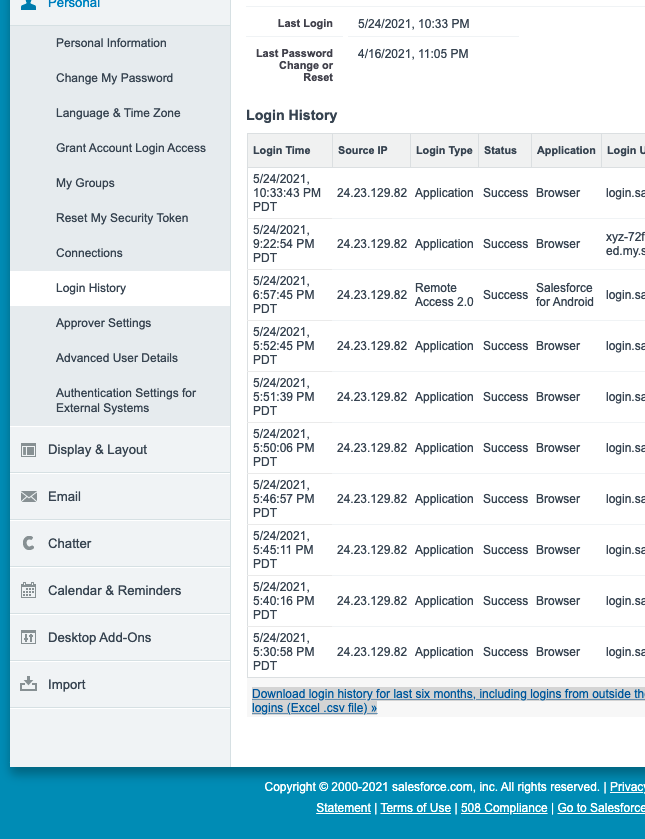 Personal
Personal Information
Change My Password
Language & Time Zone
Grant Account Login Access
My Groups
Reset My Security Token
Connections
Login History
Approver Settings
Advanced User Details
Authentication Settings for
External Systems
Display & Layout
Email
Chatter
Calendar & Reminders
Desktop Add-Ons
Import
Last Login 5/24/2021, 10:33 PM
Last Password
Change or
Reset
4/16/2021, 11:05 PM
Login History
Login Time Source IP Login Type Status Application Login U
5/24/2021,
10:33:43 PM
PDT
24.23.129.82 Application Success Browser login.sa
5/24/2021,
9:22:54 PM
PDT
24.23.129.82 Application Success Browser
xyz-72f
ed.my.s
5/24/2021,
6:57:45 PM
PDT
24.23.129.82
Remote
Access 2.0
Success
Salesforce
for Android
login.sa
5/24/2021,
5:52:45 PM
PDT
24.23.129.82 Application Success Browser login.sa
5/24/2021,
5:51:39 PM
PDT
24.23.129.82 Application Success Browser login.sa
5/24/2021,
5:50:06 PM
PDT
24.23.129.82 Application Success Browser login.sa
5/24/2021,
5:46:57 PM
PDT
24.23.129.82 Application Success Browser login.sa
5/24/2021,
5:45:11 PM
PDT
24.23.129.82 Application Success Browser login.sa
5/24/2021,
5:40:16 PM
PDT
24.23.129.82 Application Success Browser login.sa
5/24/2021,
5:30:58 PM
PDT
24.23.129.82 Application Success Browser login.sa
Download login history for last six months, including logins from outside th
logins (Excel .csv file) »
Copyright © 2000-2021 salesforce.com, inc. All rights reserved. | Privacy
Statement | Terms of Use | 508 Compliance | Go to Salesforce